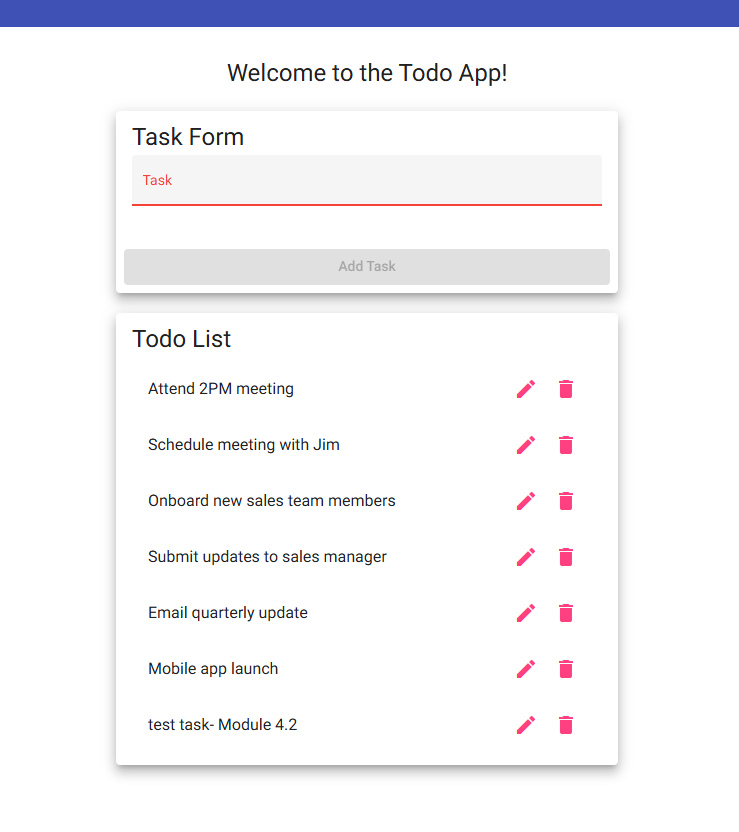 Welcome to the Todo App!
Task Form
Task
Add Task
Todo List
Attend 2PM meeting
Schedule meeting with Jim
Onboard new sales team members
Submit updates to sales manager
Email quarterly update
Mobile app launch
test task- Module 4.2